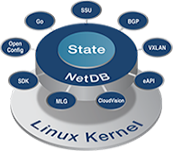 SSU
Go
BGP
Open
Config
State
VXLAN
NetDB
SDK
eAPI
MLG
CloudVision
Linux Kernel